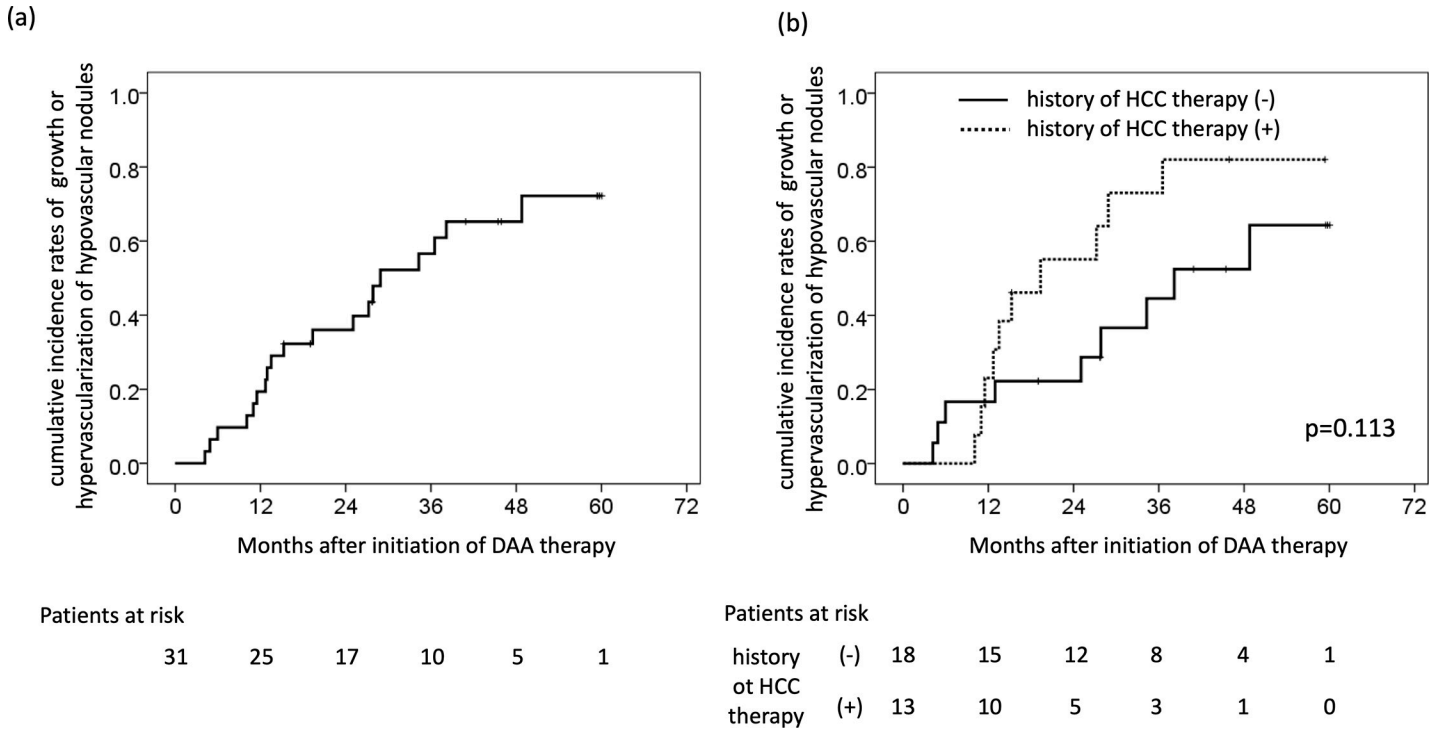 (a)
cumulative incidence rates of growth or
hypervascularization of hypovascular nodules
1.0
0.8
0.6
0.4
0.2
0.0
0 12 24 36 48 60 72
Months after initiation of DAA therapy
Patients at risk
31 25 17 10 5 1
(b)
cumulative incidence rates of growth or
hypervascularization of hypovascular nodules
1.0
0.8
0.6
0.4
0.2
0.0
history of HCC therapy (-)
history of HCC therapy (+)
p=0.113
0 12 24 36 48 60 72
Months after initiation of DAA therapy
Patients at risk
history
ot HCC
therapy
(-) 18 15 12 8 4 1
(+) 13 10 5 3 1 0